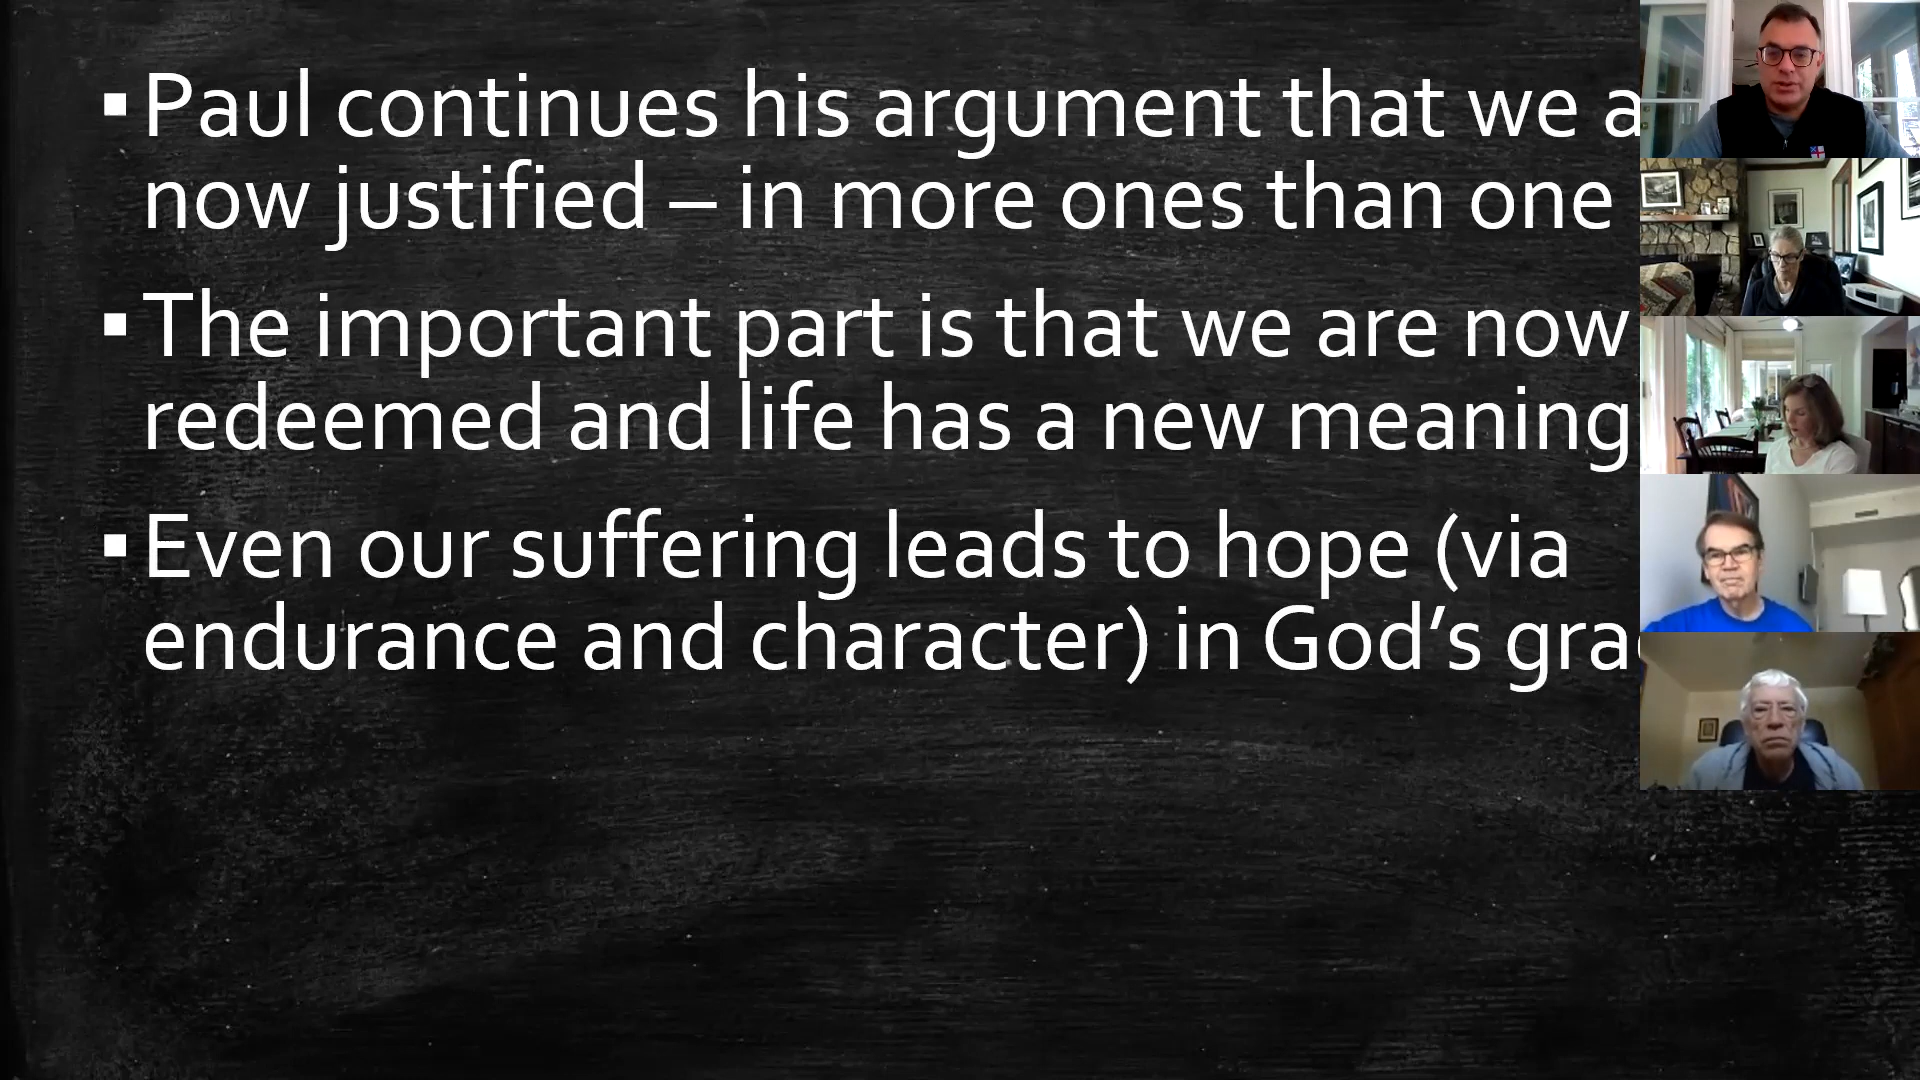 ▪ Paul continues his argument that we a
now justified – in more ones than one
▪ The important part is that we are now
redeemed and life has a new meaning
▪ Even our suffering leads to hope (via
endurance and character) in God’s gra